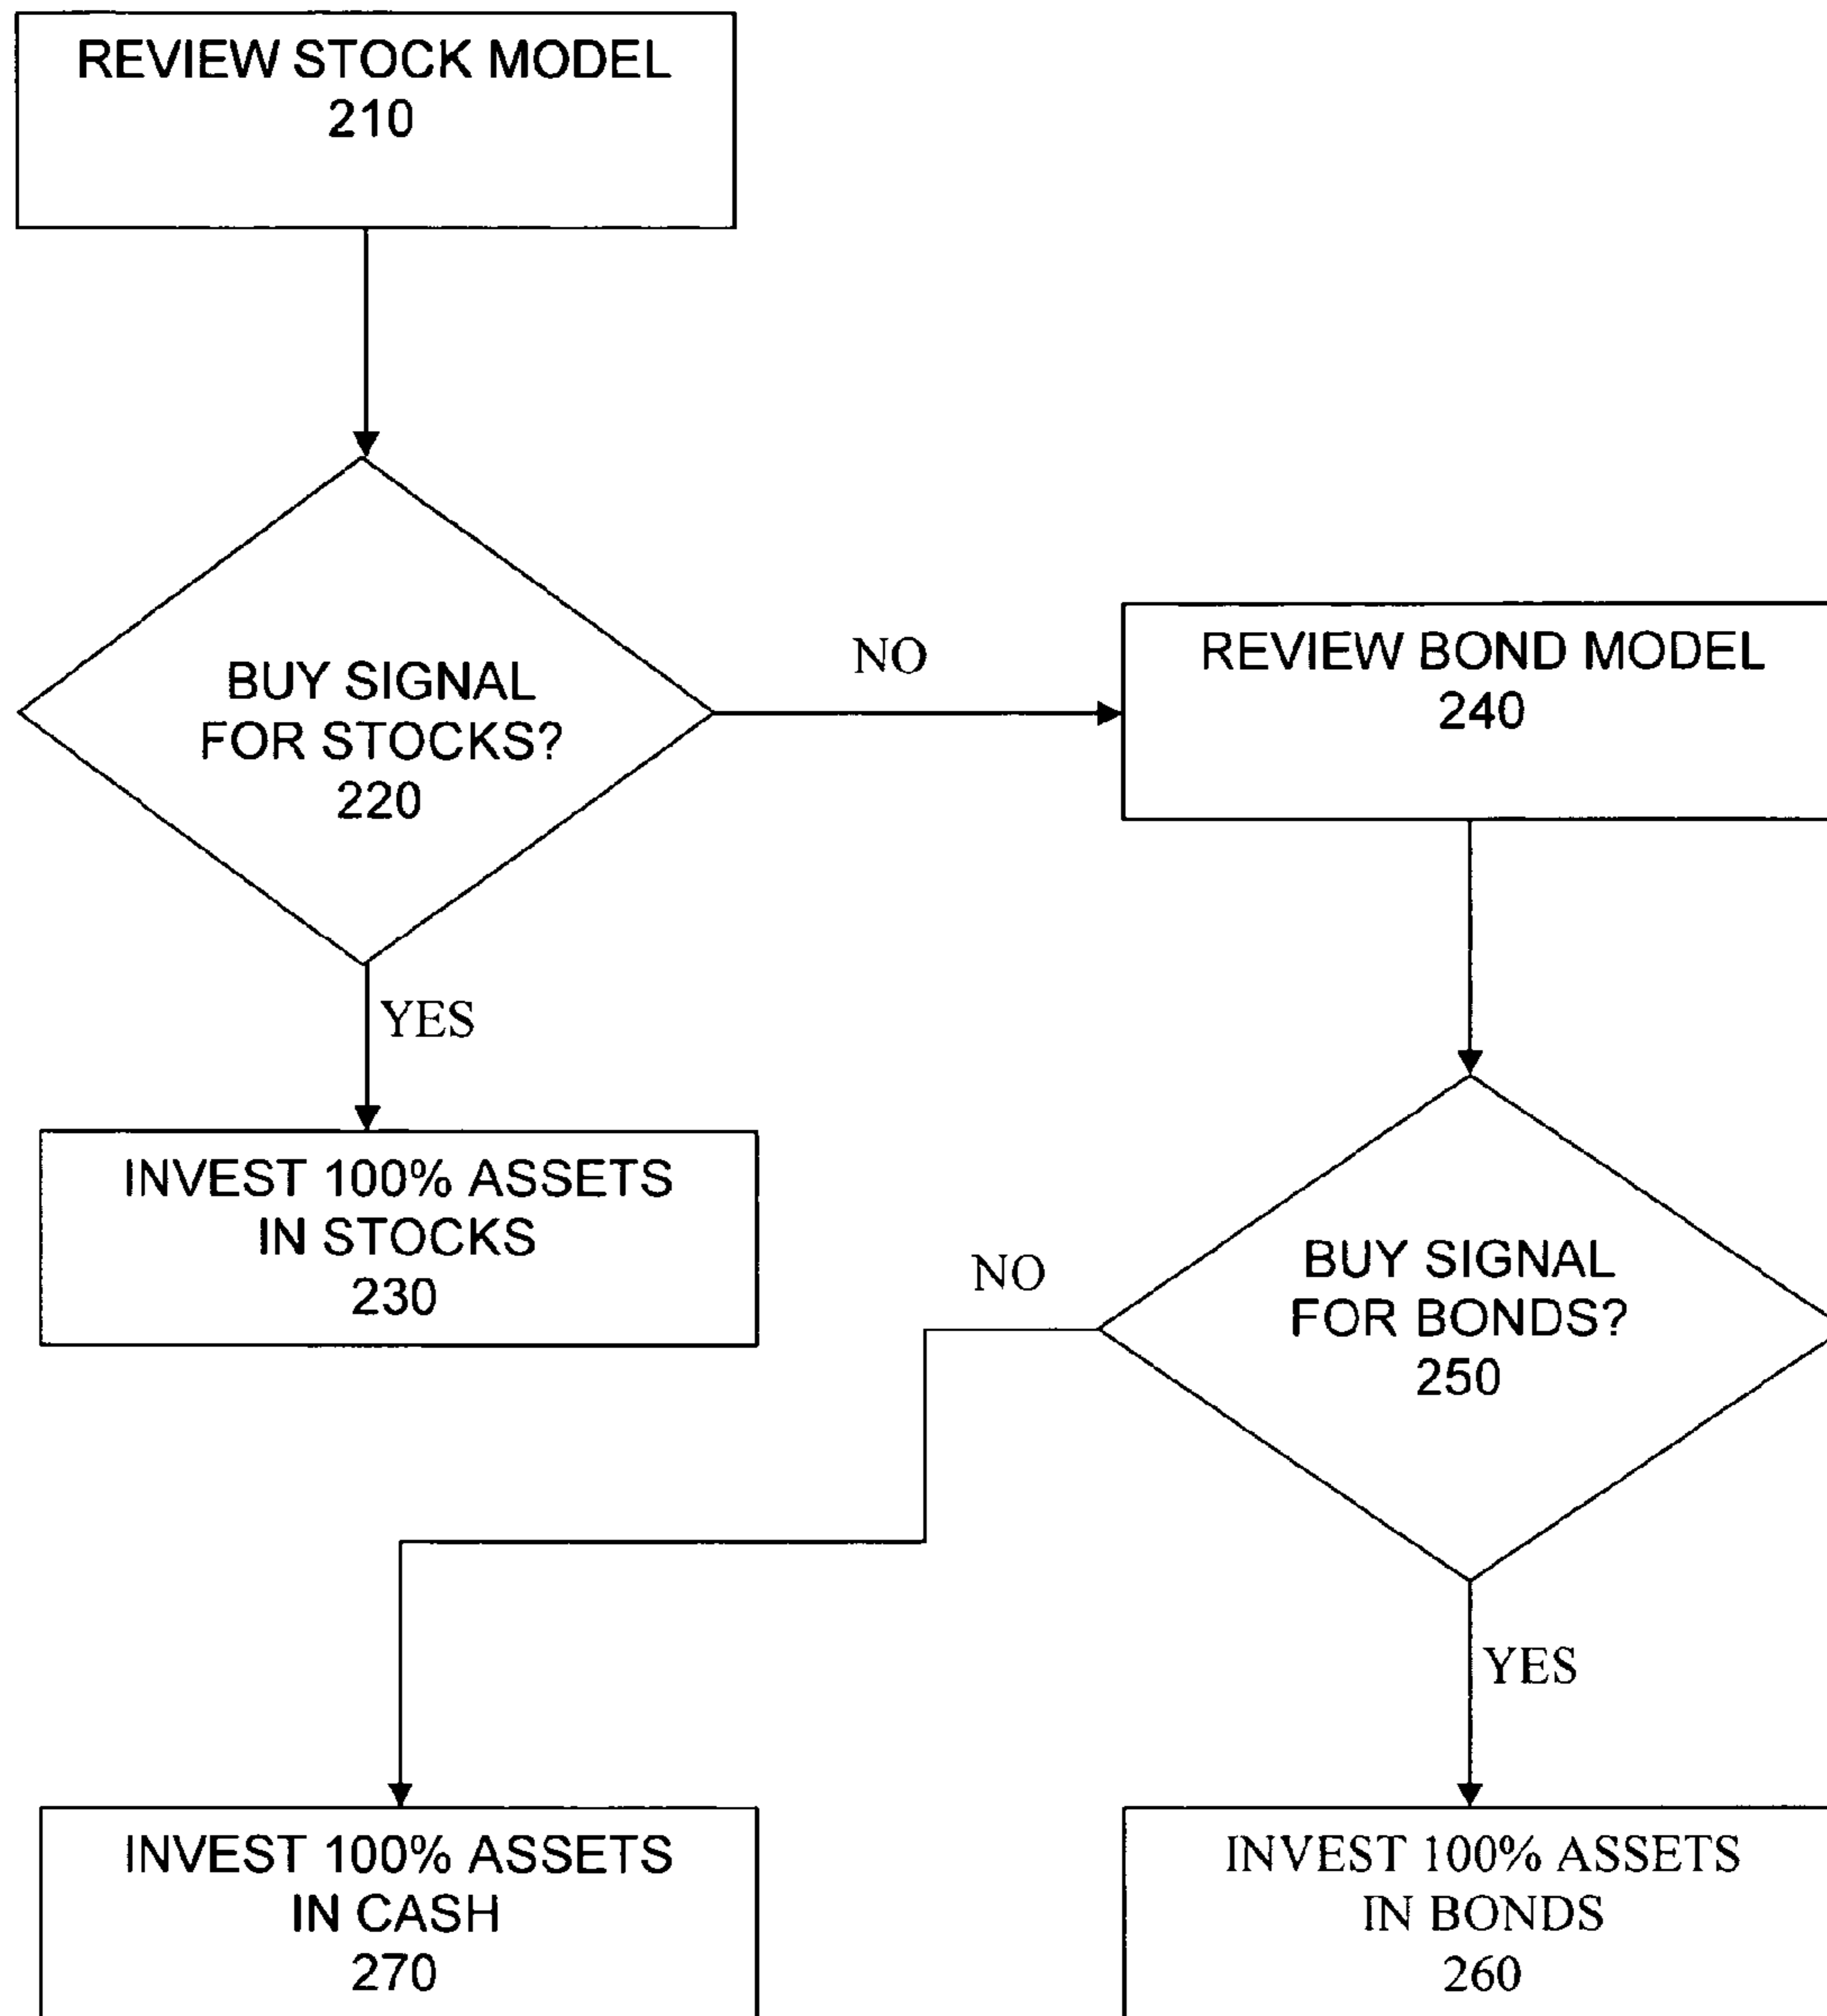 REVIEW STOCK MODEL
210
BUY SIGNAL
FOR STOCKS?
220
NO
REVIEW BOND MODEL
240
YES
INVEST 100% ASSETS
IN STOCKS
230
NO
BUY SIGNAL
FOR BONDS?
250
YES
INVEST 100% ASSETS
IN CASH
270
INVEST 100% ASSETS
IN BONDS
260